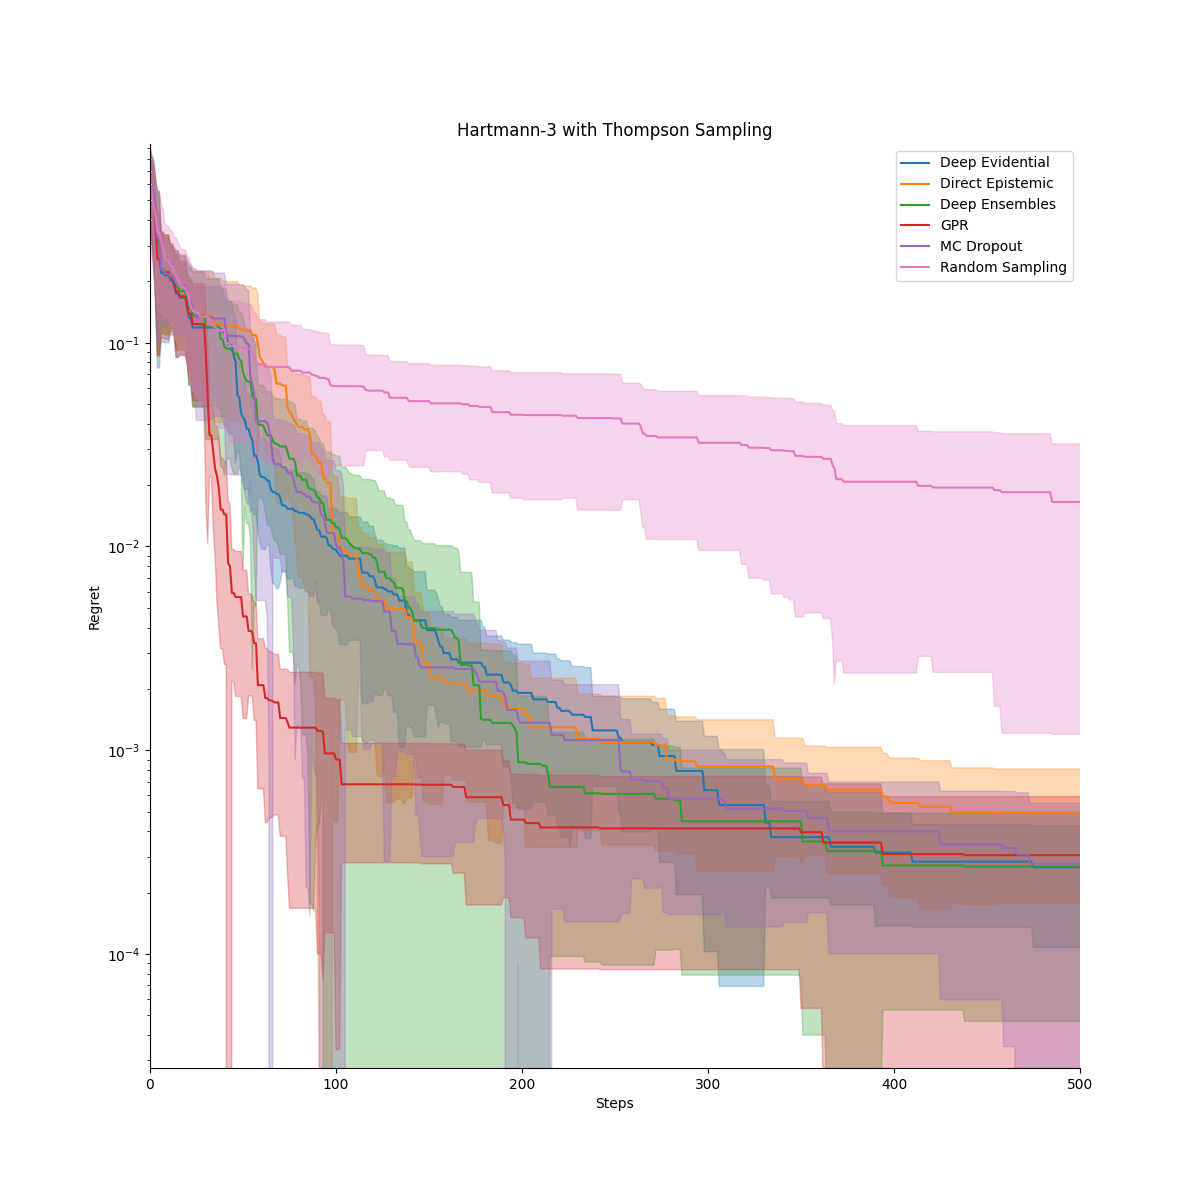 Hartmann-3 with Thompson Sampling
Deep Evidential
Direct Epistemic
Deep Ensembles
GPR
MC Dropout
Random Sampling
Regret
10⁻¹
10⁻²
10⁻³
10⁻⁴
0 100 200 300 400 500
Steps